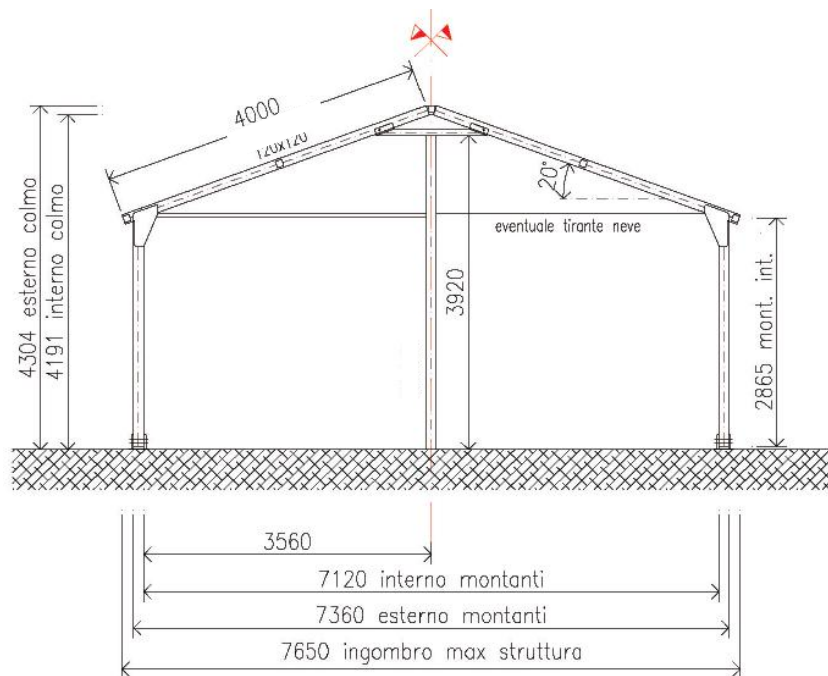 4000
120x120
20°
eventuale tirante neve
4304 esterno colmo
4191 interno colmo
3920
2865 mont. int.
3560
7120 interno montanti
7360 esterno montanti
7650 ingombro max struttura